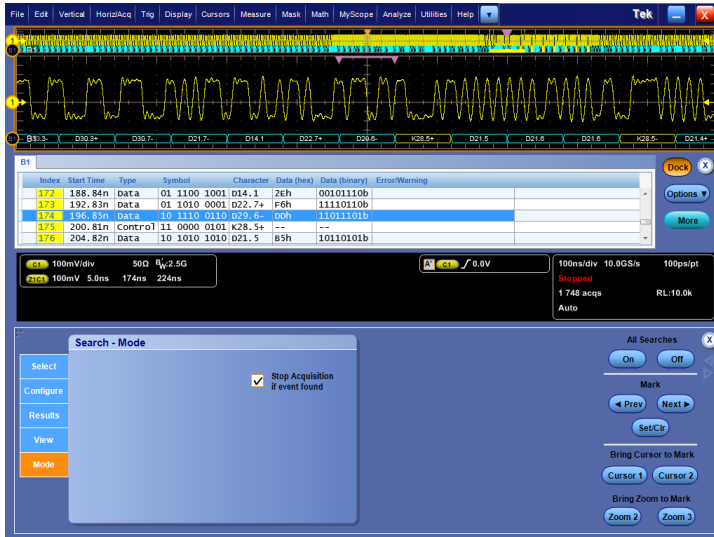 File Edit Vertical Horiz/Acq Trig Display Cursors Measure Mask Math MyScope Analyze Utilities Help Tek X
1
B1
1
B1 D30.3- D30.3+ D30.7- D21.7- D14.1 D22.7+ D29.6- K28.5+ D21.5 D21.6 D21.6 K28.5- D21.4+
B1
Dock X
Index Start Time Type Symbol Character Data (hex) Data (binary) Error/Warning
172 188.84n Data 01 1100 1001 D14.1 2Eh 00101110b
173 192.83n Data 01 1010 0001 D22.7+ F6h 11110110b
174 196.85n Data 10 1110 0110 D29.6- DDh 11011101b
175 200.81n Control 11 0000 0101 K28.5+ -- --
176 204.82n Data 10 1010 1010 D21.5 B5h 10110101b
Options
More
C1 100mV/div 50Ω BW:2.5G
Z1C1 100mV 5.0ns 174ns 224ns
A' C1 0.0V
100ns/div 10.0GS/s 100ps/pt
Stopped
1 748 acqs RL:10.0k
Auto
Search - Mode
Select
Configure
Results
View
Mode
Stop Acquisition
if event found
All Searches X
On Off
Mark
Prev Next
Set/Clr
Bring Cursor to Mark
Cursor 1 Cursor 2
Bring Zoom to Mark
Zoom 2 Zoom 3